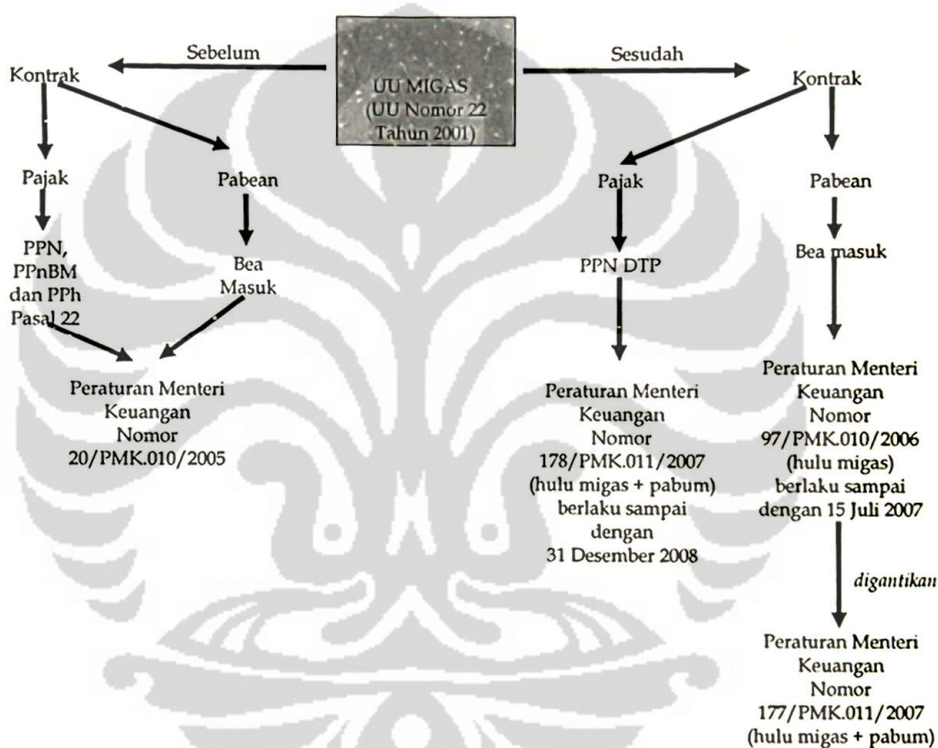 Sebelum
UU MIGAS
(UU Nomor 22
Tahun 2001)
Sesudah
Kontrak
Pajak
Pabean
PPN,
PPnBM
dan PPh
Pasal 22
Bea
Masuk
Peraturan Menteri
Keuangan
Nomor
20/PMK.010/2005
Kontrak
Pajak
Pabean
PPN DTP
Bea masuk
Peraturan Menteri
Keuangan
Nomor
178/PMK.011/2007
(hulu migas + pabum)
berlaku sampai
dengan
31 Desember 2008
Peraturan Menteri
Keuangan
Nomor
97/PMK.010/2006
(hulu migas)
berlaku sampai
dengan 15 Juli 2007
digantikan
Peraturan Menteri
Keuangan
Nomor
177/PMK.011/2007
(hulu migas + pabum)